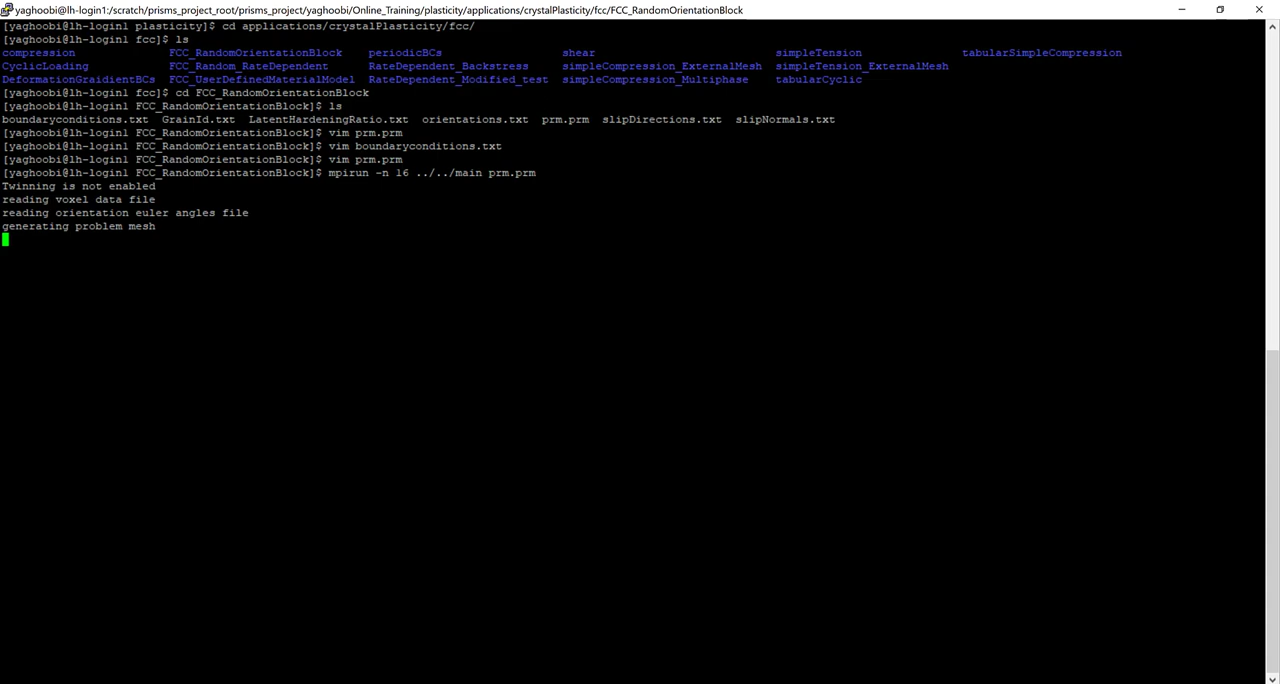 yaghoobi@lh-login1:/scratch/prisms_project_root/prisms_project/yaghoobi/Online_Training/plasticity/applications/crystalPlasticity/fcc/FCC_RandomOrientationBlock
[yaghoobi@lh-login1 plasticity]$ cd applications/crystalPlasticity/fcc/
[yaghoobi@lh-login1 fcc]$ ls
compression FCC_RandomOrientationBlock periodicBCs shear simpleTension tabularSimpleCompression
CyclicLoading FCC_Random_RateDependent RateDependent_Backstress simpleCompression_ExternalMesh simpleTension_ExternalMesh
DeformationGraidientBCs FCC_UserDefinedMaterialModel RateDependent_Modified_test simpleCompression_Multiphase tabularCyclic
[yaghoobi@lh-login1 fcc]$ cd FCC_RandomOrientationBlock
[yaghoobi@lh-login1 FCC_RandomOrientationBlock]$ ls
boundaryconditions.txt GrainId.txt LatentHardeningRatio.txt orientations.txt prm.prm slipDirections.txt slipNormals.txt
[yaghoobi@lh-login1 FCC_RandomOrientationBlock]$ vim prm.prm
[yaghoobi@lh-login1 FCC_RandomOrientationBlock]$ vim boundaryconditions.txt
[yaghoobi@lh-login1 FCC_RandomOrientationBlock]$ vim prm.prm
[yaghoobi@lh-login1 FCC_RandomOrientationBlock]$ mpirun -n 16 ../../main prm.prm
Twinning is not enabled
reading voxel data file
reading orientation euler angles file
generating problem mesh